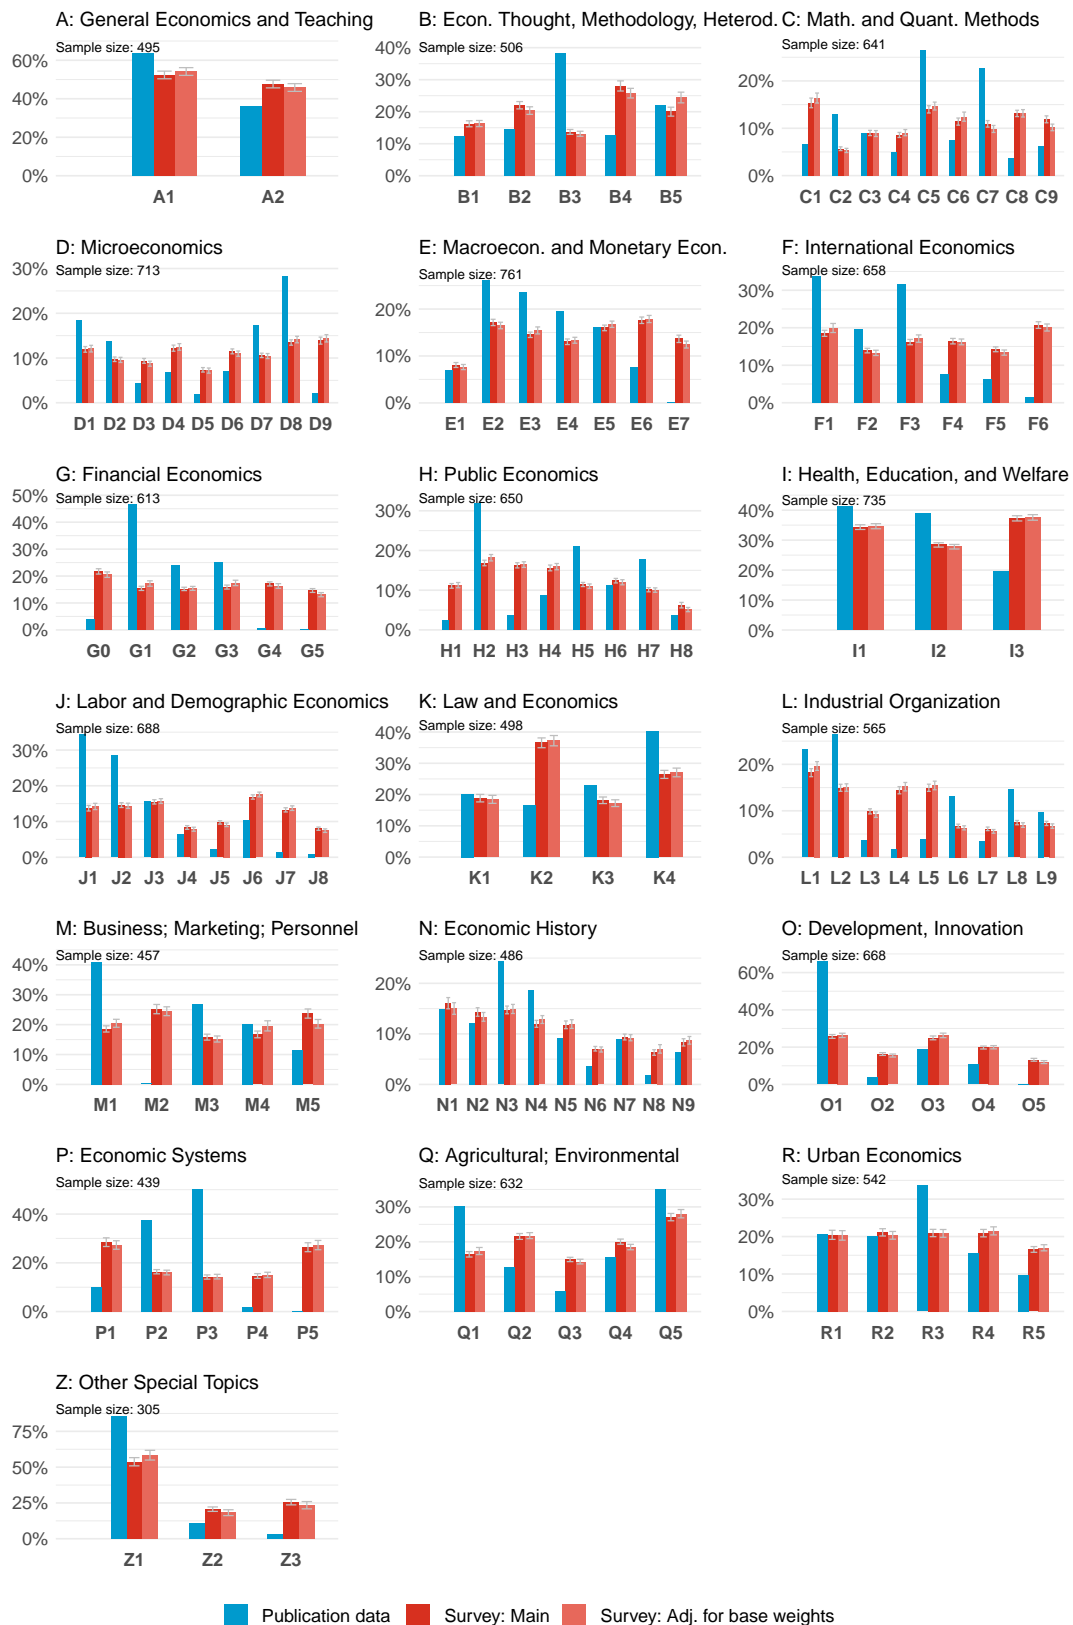 A: General Economics and Teaching
Sample size: 495
60%
40%
20%
0%
A1 A2
B: Econ. Thought, Methodology, Heterod.
Sample size: 506
40%
30%
20%
10%
0%
B1 B2 B3 B4 B5
C: Math. and Quant. Methods
Sample size: 641
20%
10%
0%
C1 C2 C3 C4 C5 C6 C7 C8 C9
D: Microeconomics
Sample size: 713
30%
20%
10%
0%
D1 D2 D3 D4 D5 D6 D7 D8 D9
E: Macroecon. and Monetary Econ.
Sample size: 761
20%
10%
0%
E1 E2 E3 E4 E5 E6 E7
F: International Economics
Sample size: 658
30%
20%
10%
0%
F1 F2 F3 F4 F5 F6
G: Financial Economics
Sample size: 613
50%
40%
30%
20%
10%
0%
G0 G1 G2 G3 G4 G5
H: Public Economics
Sample size: 650
30%
20%
10%
0%
H1 H2 H3 H4 H5 H6 H7 H8
I: Health, Education, and Welfare
Sample size: 735
40%
30%
20%
10%
0%
I1 I2 I3
J: Labor and Demographic Economics
Sample size: 688
30%
20%
10%
0%
J1 J2 J3 J4 J5 J6 J7 J8
K: Law and Economics
Sample size: 498
40%
30%
20%
10%
0%
K1 K2 K3 K4
L: Industrial Organization
Sample size: 565
20%
10%
0%
L1 L2 L3 L4 L5 L6 L7 L8 L9
M: Business; Marketing; Personnel
Sample size: 457
40%
30%
20%
10%
0%
M1 M2 M3 M4 M5
N: Economic History
Sample size: 486
20%
10%
0%
N1 N2 N3 N4 N5 N6 N7 N8 N9
O: Development, Innovation
Sample size: 668
60%
40%
20%
0%
O1 O2 O3 O4 O5
P: Economic Systems
Sample size: 439
40%
20%
0%
P1 P2 P3 P4 P5
Q: Agricultural; Environmental
Sample size: 632
30%
20%
10%
0%
Q1 Q2 Q3 Q4 Q5
R: Urban Economics
Sample size: 542
30%
20%
10%
0%
R1 R2 R3 R4 R5
Z: Other Special Topics
Sample size: 305
75%
50%
25%
0%
Z1 Z2 Z3
Publication data Survey: Main Survey: Adj. for base weights